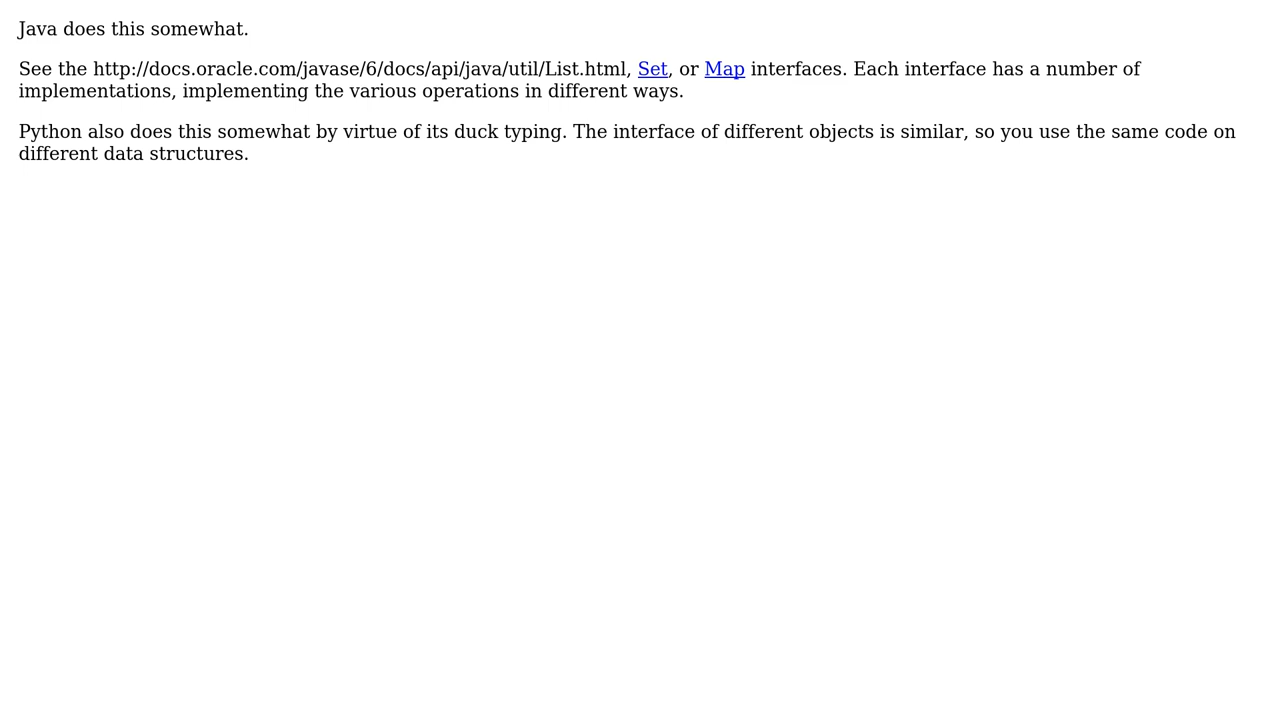 Java does this somewhat.
See the http://docs.oracle.com/javase/6/docs/api/java/util/List.html, Set, or Map interfaces. Each interface has a number of
implementations, implementing the various operations in different ways.
Python also does this somewhat by virtue of its duck typing. The interface of different objects is similar, so you use the same code on
different data structures.